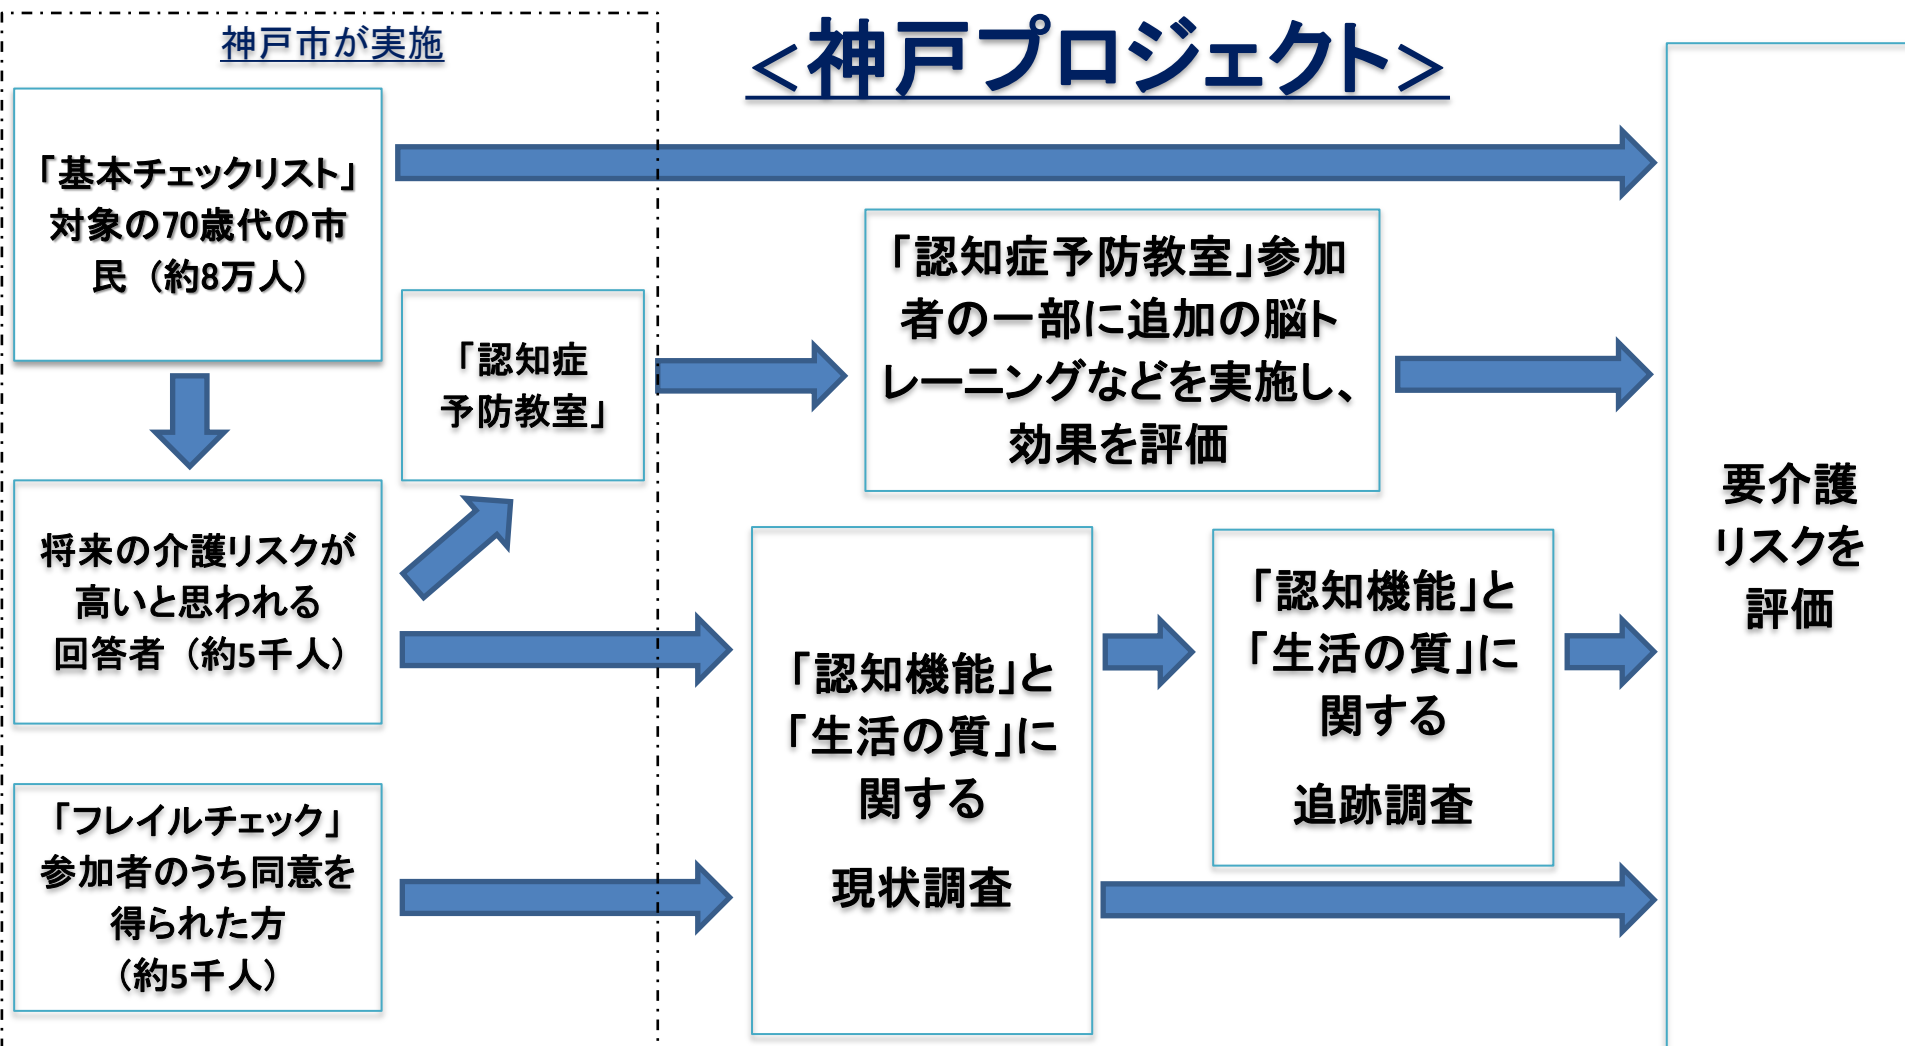 神戸市が実施
<神戸プロジェクト>
「基本チェックリスト」
対象の70歳代の市
民（約8万人）
「認知症
予防教室」
「認知症予防教室」参加
者の一部に追加の脳ト
レーニングなどを実施し、
効果を評価
将来の介護リスクが
高いと思われる
回答者（約5千人）
「フレイルチェック」
参加者のうち同意を
得られた方
（約5千人）
「認知機能」と
「生活の質」に
関する
現状調査
「認知機能」と
「生活の質」に
関する
追跡調査
要介護
リスクを
評価